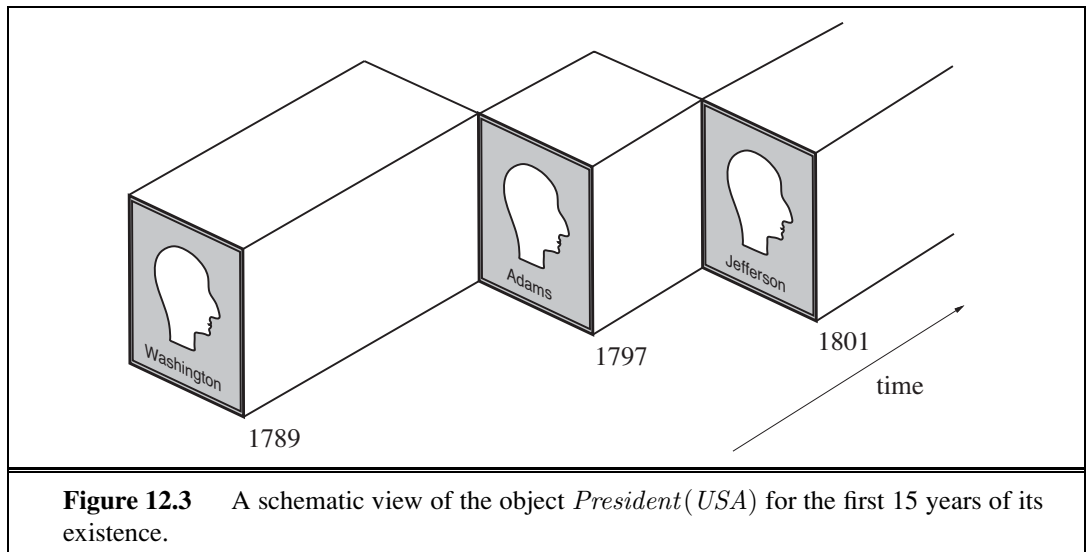 Washington
Adams
Jefferson
1789
1797
1801
time
Figure 12.3 A schematic view of the object President(USA) for the first 15 years of its
existence.